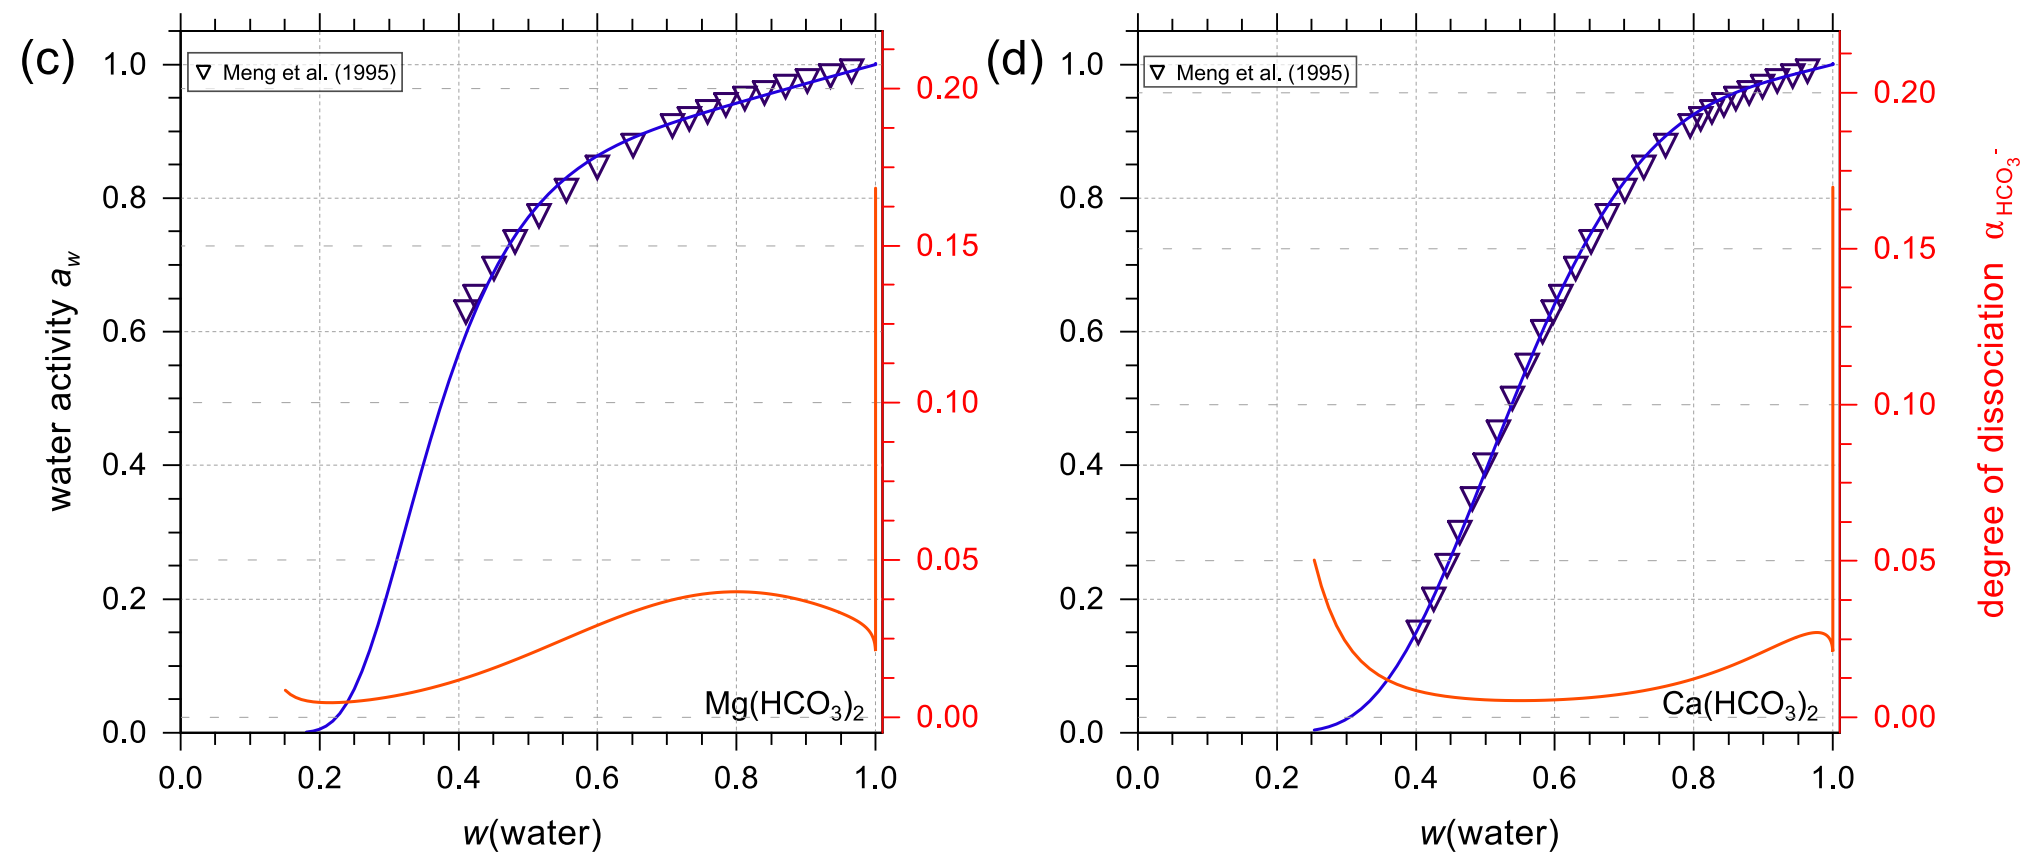 (c)
Meng et al. (1995)
water activity a_w
1.0
0.8
0.6
0.4
0.2
0.0
0.20
0.15
0.10
0.05
0.00
Mg(HCO₃)₂
0.0 0.2 0.4 0.6 0.8 1.0
w(water)
(d)
Meng et al. (1995)
1.0
0.8
0.6
0.4
0.2
0.0
0.20
0.15
0.10
0.05
0.00
degree of dissociation α_HCO₃⁻
Ca(HCO₃)₂
0.0 0.2 0.4 0.6 0.8 1.0
w(water)